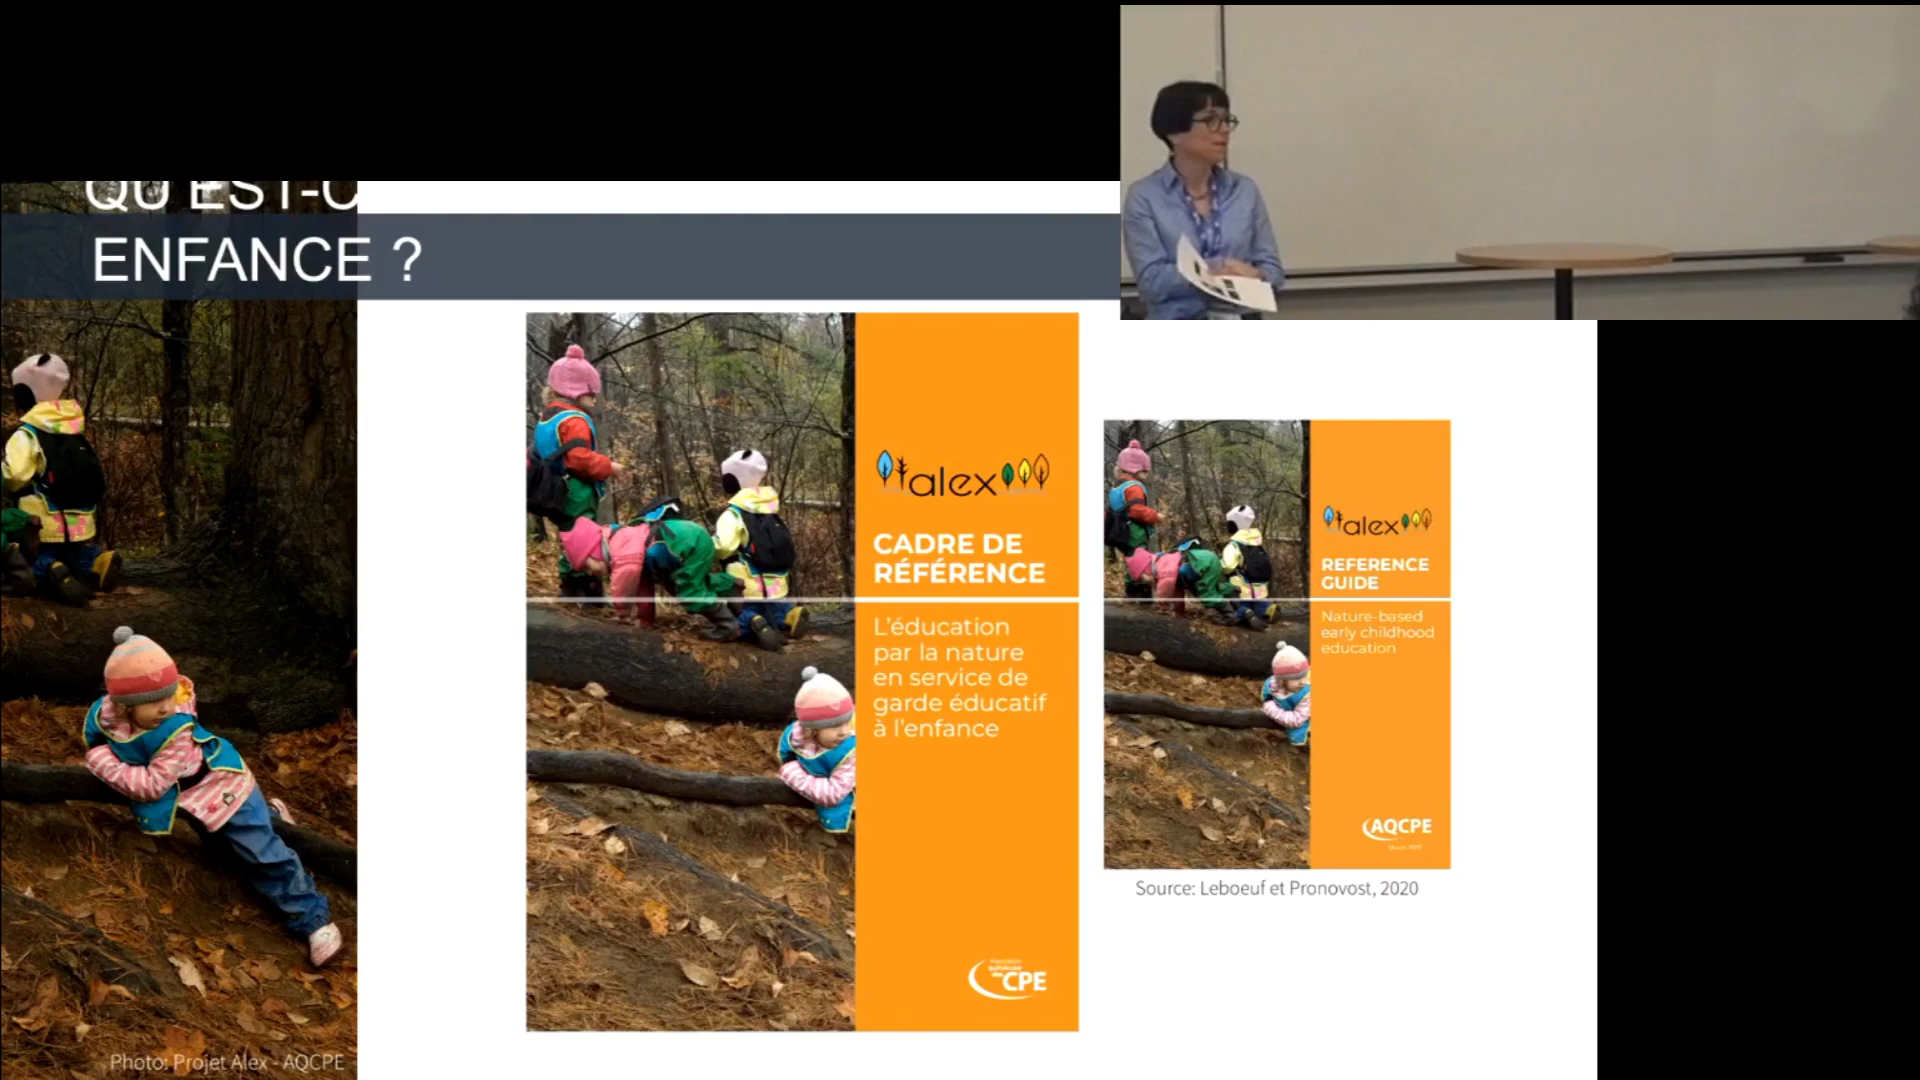 QU'EST-C
ENFANCE ?
alex
CADRE DE
RÉFÉRENCE
L'éducation
par la nature
en service de
garde éducatif
à l'enfance
CPE
alex
REFERENCE
GUIDE
Nature-based
early childhood
education
AQCPE
Source: Leboeuf et Pronovost, 2020
Photo: Projet Alex - AQCPE